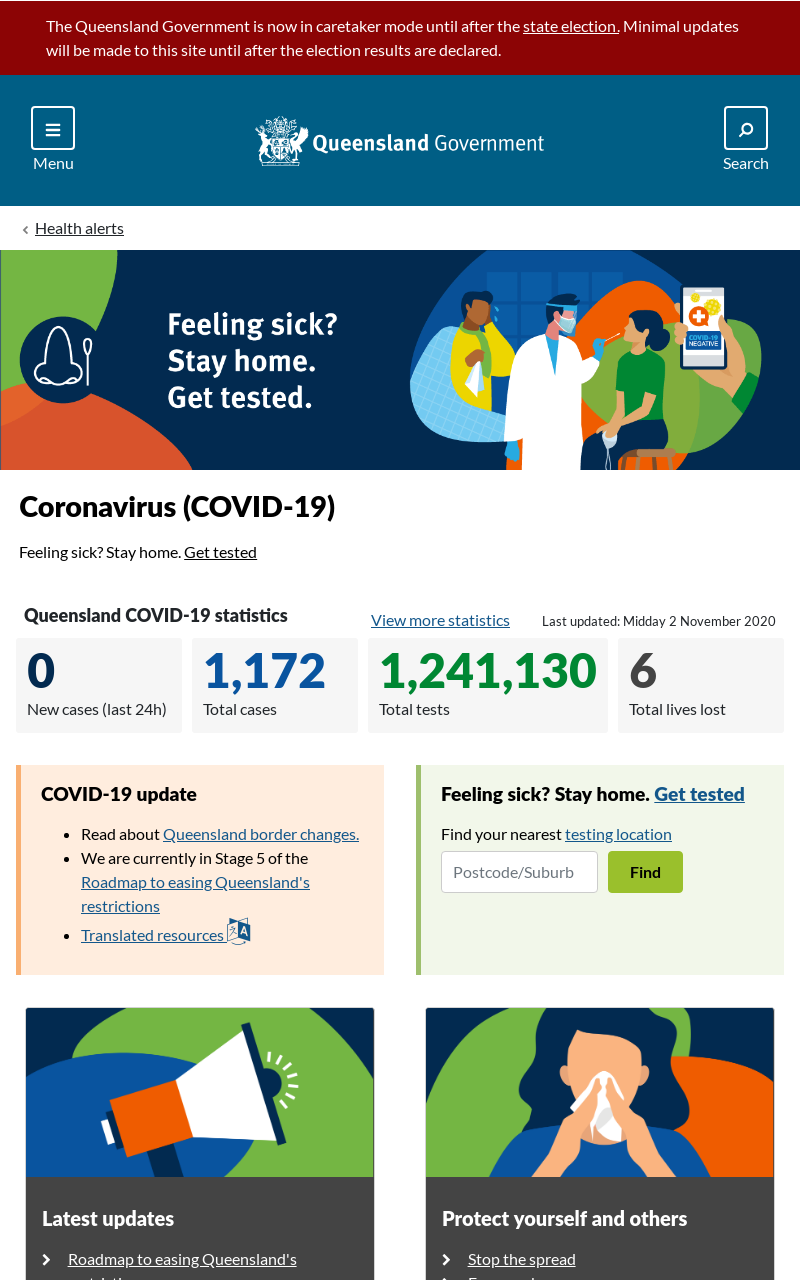 The Queensland Government is now in caretaker mode until after the state election. Minimal updates
will be made to this site until after the election results are declared.
Menu
Queensland Government
Search
Health alerts
Feeling sick?
Stay home.
Get tested.
COVID-19
NEGATIVE
Coronavirus (COVID-19)
Feeling sick? Stay home. Get tested
Queensland COVID-19 statistics
View more statistics
Last updated: Midday 2 November 2020
0
New cases (last 24h)
1,172
Total cases
1,241,130
Total tests
6
Total lives lost
COVID-19 update
Read about Queensland border changes.
We are currently in Stage 5 of the
Roadmap to easing Queensland's
restrictions
Translated resources
Feeling sick? Stay home. Get tested
Find your nearest testing location
Postcode/Suburb
Find
Latest updates
Roadmap to easing Queensland's
Protect yourself and others
Stop the spread